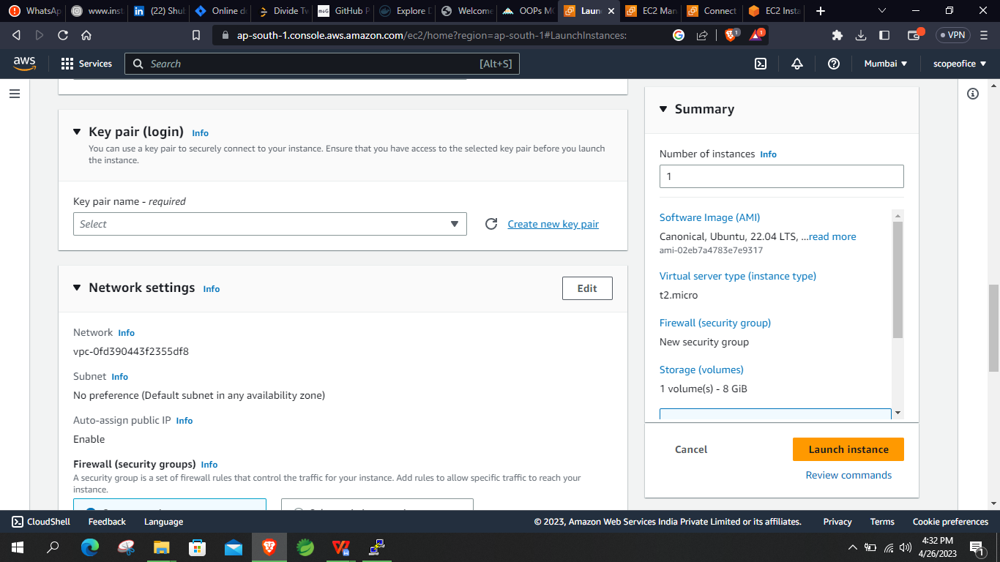 WhatsAp
www.inst
in (22) Shul
Online d
Divide Tw
GitHub P
Explore D
Welcome
OOPs M
Laun
EC2 Man
Connect
EC2 Insta
ap-south-1.console.aws.amazon.com/ec2/home?region=ap-south-1#LaunchInstances:
1
1
VPN
aws
Services
Search [Alt+S]
Mumbai
scopeofice
Key pair (login) Info
You can use a key pair to securely connect to your instance. Ensure that you have access to the selected key pair before you launch
the instance.
Key pair name - required
Select
Create new key pair
Network settings Info
Edit
Network Info
vpc-0fd390443f2355df8
Subnet Info
No preference (Default subnet in any availability zone)
Auto-assign public IP Info
Enable
Firewall (security groups) Info
A security group is a set of firewall rules that control the traffic for your instance. Add rules to allow specific traffic to reach your
instance.
Summary
Number of instances Info
1
Software Image (AMI)
Canonical, Ubuntu, 22.04 LTS, ...read more
ami-02eb7a4783e7e9317
Virtual server type (instance type)
t2.micro
Firewall (security group)
New security group
Storage (volumes)
1 volume(s) - 8 GiB
Cancel
Launch instance
Review commands
CloudShell Feedback Language
© 2023, Amazon Web Services India Private Limited or its affiliates. Privacy Terms Cookie preferences
4:32 PM
4/26/2023
1